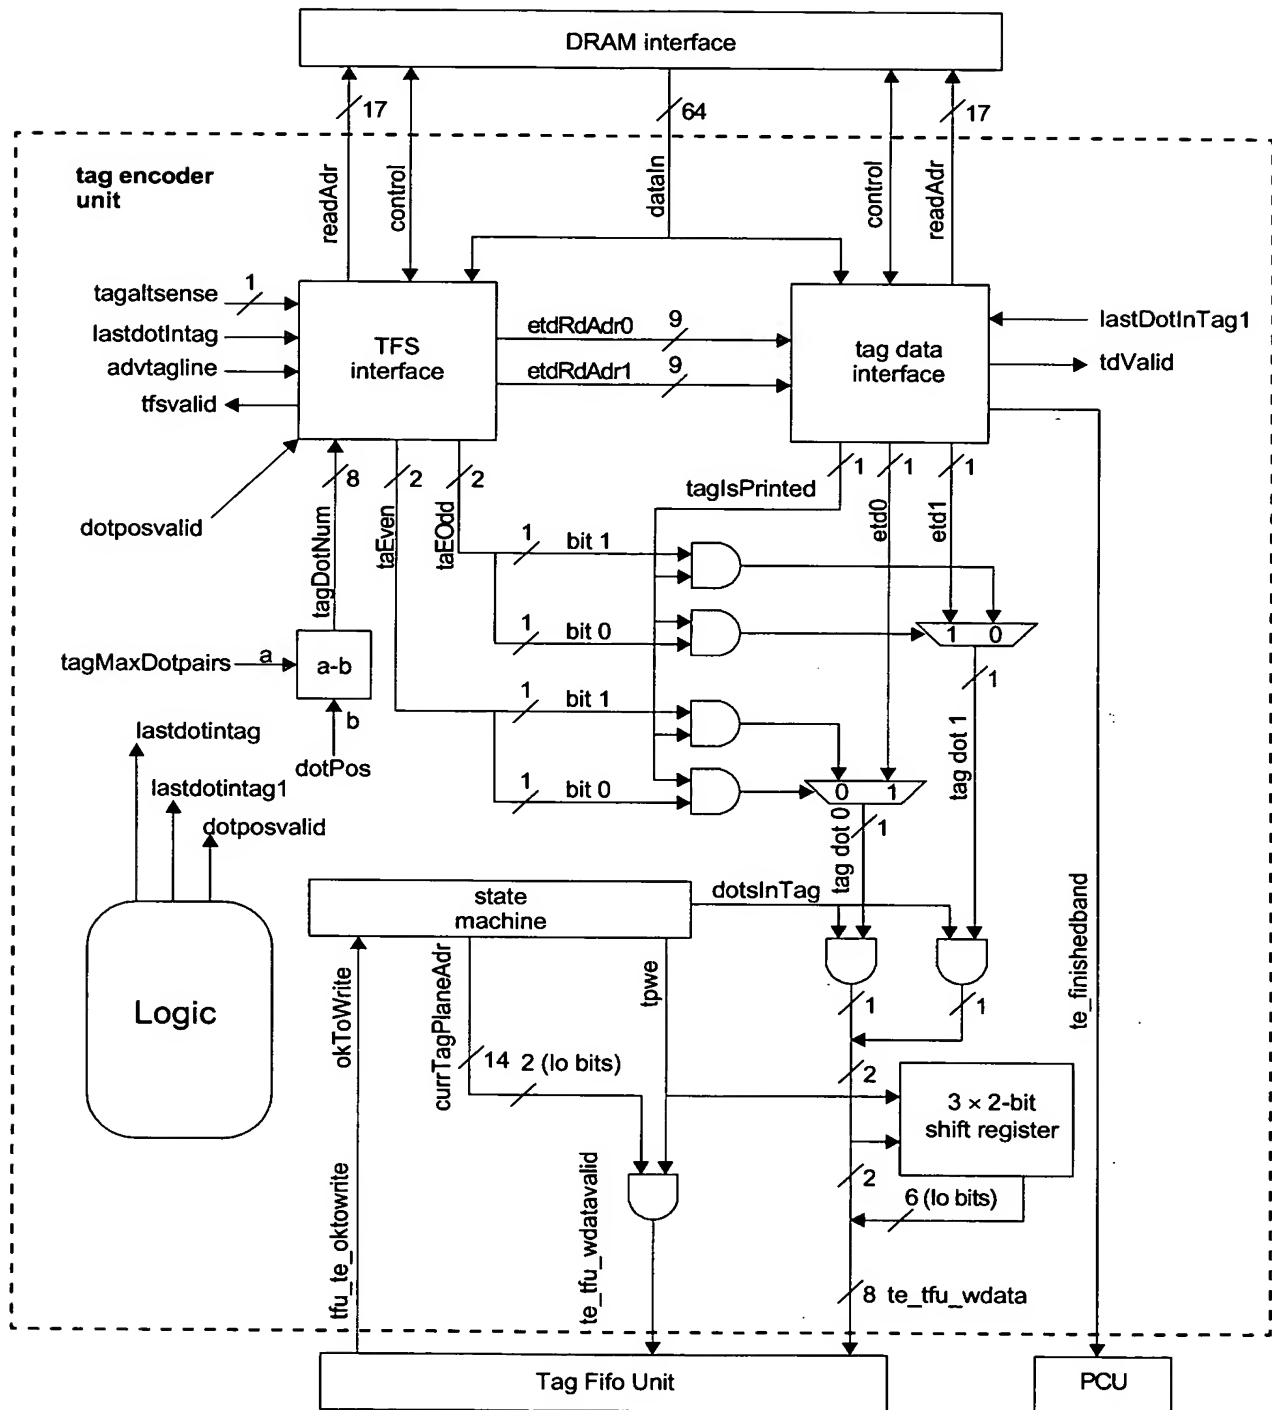 DRAM interface
17
64
17
tag encoder
unit
readAdr
control
dataIn
control
readAdr
tagaltsense
1
lastdotIntag
advtagline
tfsvalid
TFS
interface
etdRdAdr0
9
etdRdAdr1
9
tag data
interface
lastDotInTag1
tdValid
dotposvalid
8
2
2
1
1
1
tagDotNum
taEven
taEOdd
tagIsPrinted
etd0
etd1
1
bit 1
1
bit 0
1 0
tagMaxDotpairs
a
a-b
b
dotPos
1
bit 1
1
bit 0
0 1
1
tag dot 1
tag dot 0
1
lastdotintag
lastdotintag1
dotposvalid
Logic
state
machine
dotsInTag
okToWrite
currTagPlaneAdr
tpwe
14
2 (lo bits)
1
1
2
3 × 2-bit
shift register
2
6 (lo bits)
te_finishedband
tfu_te_oktowrite
te_tfu_wdatavalid
8 te_tfu_wdata
Tag Fifo Unit
PCU